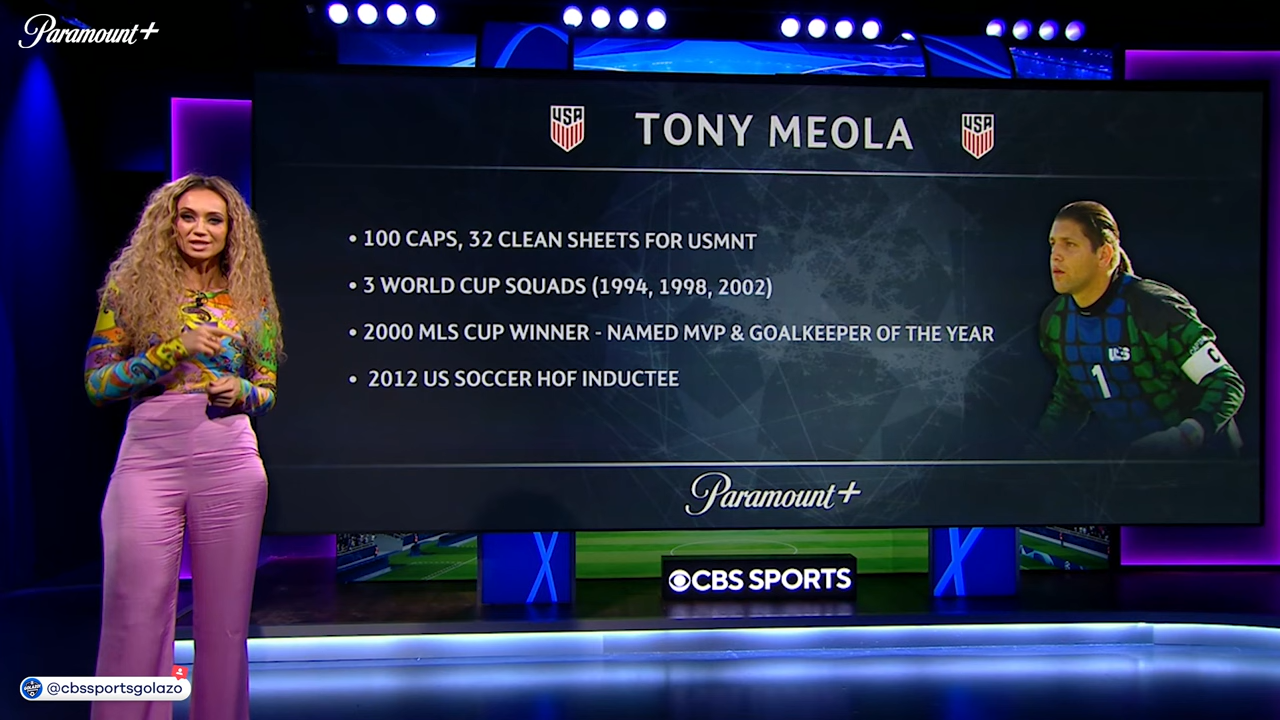 Paramount+
USA
TONY MEOLA
USA
• 100 CAPS, 32 CLEAN SHEETS FOR USMNT
• 3 WORLD CUP SQUADS (1994, 1998, 2002)
• 2000 MLS CUP WINNER - NAMED MVP & GOALKEEPER OF THE YEAR
• 2012 US SOCCER HOF INDUCTEE
US
1
C
Paramount+
CBS SPORTS
@cbssportsgolazo